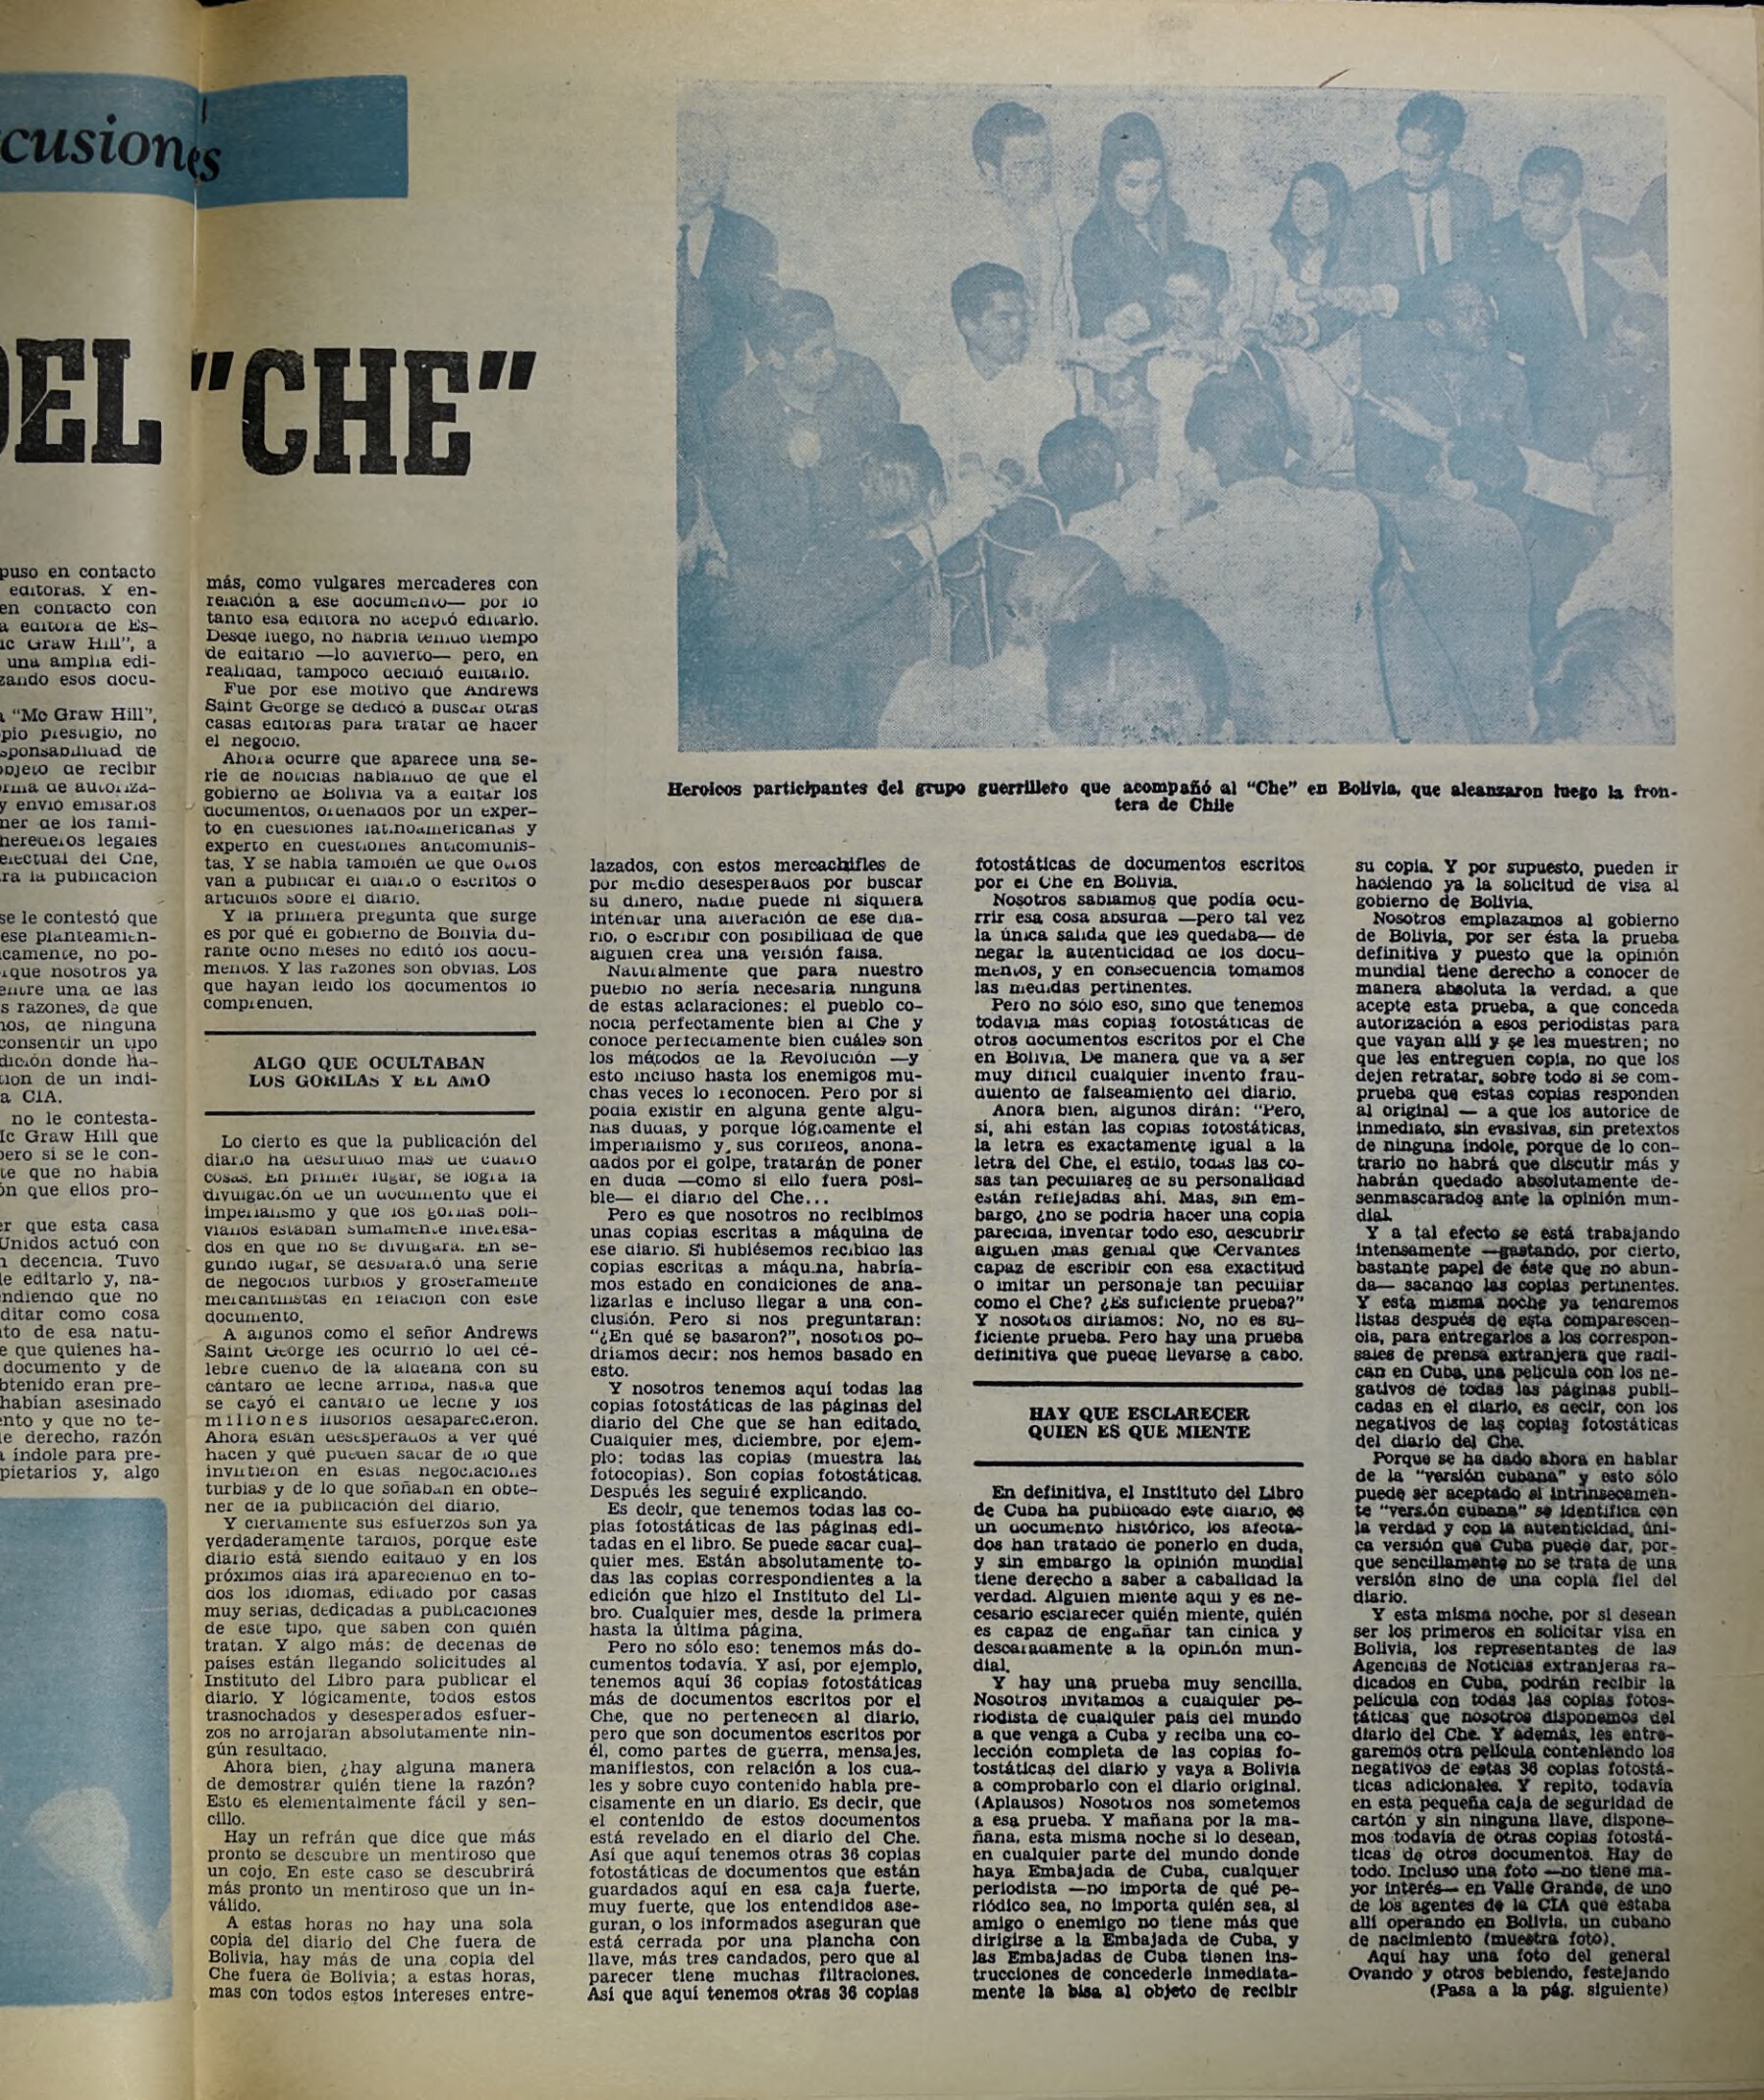 cusiones
DEL "CHE"
puso en contacto
editoras. Y en-
en contacto con
a editora de Es-
ic Graw Hill", a
una amplia edi-
zando esos docu-
a "Mc Graw Hill",
pio prestigio, no
sponsabilidad de
objeto de recibir
orma de autoriza-
y envió emisarios
ner de los fami-
herederos legales
electual del Che,
ra la publicacion
se le contestó que
ese planteamien-
camente, no po-
que nosotros ya
entre una de las
s razones, de que
nos, de ninguna
consentir un tipo
dición donde ha-
ion de un indi-
a CIA.
no le contesta-
Mc Graw Hill que
pero si se le con-
te que no había
ón que ellos pro-
er que esta casa
Unidos actuó con
n decencia. Tuvo
le editarlo y, na-
endiendo que no
ditar como cosa
to de esa natu-
e que quienes ha-
documento y de
btenido eran pre-
habían asesinado
ento y que no te-
de derecho, razón
a índole para pre-
pietarios y, algo
más, como vulgares mercaderes con
relación a ese documento— por lo
tanto esa editora no aceptó editarlo.
Desde luego, no habría tenido tiempo
de editarlo —lo advierto— pero, en
realidad, tampoco decidió editarlo.
Fue por ese motivo que Andrews
Saint George se dedicó a buscar otras
casas editoras para tratar de hacer
el negocio.
Ahora ocurre que aparece una se-
rie de noticias hablando de que el
gobierno de Bolivia va a editar los
documentos, ordenados por un exper-
to en cuestiones latinoamericanas y
experto en cuestiones anticomunis-
tas. Y se habla también de que otros
van a publicar el diario o escritos o
artículos sobre el diario.
Y la primera pregunta que surge
es por qué el gobierno de Bolivia du-
rante ocho meses no editó los docu-
mentos. Y las razones son obvias. Los
que hayan leído los documentos lo
comprenden.
ALGO QUE OCULTABAN
LOS GORILAS Y EL AMO
Lo cierto es que la publicación del
diario ha destruido más de cuatro
cosas. En primer lugar, se logra la
divulgación de un documento que el
imperialismo y que los gorilas boli-
vianos estaban sumamente interesa-
dos en que no se divulgara. En se-
gundo lugar, se desbarató una serie
de negocios turbios y groseramente
mercantilistas en relación con este
documento.
A algunos como el señor Andrews
Saint George les ocurrió lo del cé-
lebre cuento de la aldeana con su
cántaro de leche arriba, hasta que
se cayó el cántaro de leche y los
millones ilusorios desaparecieron.
Ahora están desesperados a ver qué
hacen y qué pueden sacar de lo que
invirtieron en estas negociaciones
turbias y de lo que soñaban en obte-
ner de la publicación del diario.
Y ciertamente sus esfuerzos son ya
verdaderamente tardíos, porque este
diario está siendo editado y en los
próximos días irá apareciendo en to-
dos los idiomas, editado por casas
muy serias, dedicadas a publicaciones
de este tipo, que saben con quién
tratan. Y algo más: de decenas de
países están llegando solicitudes al
Instituto del Libro para publicar el
diario. Y lógicamente, todos estos
trasnochados y desesperados esfuer-
zos no arrojaran absolutamente nin-
gún resultado.
Ahora bien, ¿hay alguna manera
de demostrar quién tiene la razón?
Esto es elementalmente fácil y sen-
cillo.
Hay un refrán que dice que más
pronto se descubre un mentiroso que
un cojo. En este caso se descubrirá
más pronto un mentiroso que un in-
válido.
A estas horas no hay una sola
copia del diario del Che fuera de
Bolivia, hay más de una copia del
Che fuera de Bolivia; a estas horas,
mas con todos estos intereses entre-
Heroicos participantes del grupo guerrillero que acompañó al "Che" en Bolivia, que alcanzaron luego la fron-
tera de Chile
lazados, con estos mercachifles de
por medio desesperados por buscar
su dinero, nadie puede ni siquiera
intentar una alteración de ese dia-
rio, o escribir con posibilidad de que
alguien crea una versión falsa.
Naturalmente que para nuestro
pueblo no sería necesaria ninguna
de estas aclaraciones: el pueblo co-
nocía perfectamente bien al Che y
conoce perfectamente bien cuáles son
los métodos de la Revolución —y
esto incluso hasta los enemigos mu-
chas veces lo reconocen. Pero por si
podía existir en alguna gente algu-
nas dudas, y porque lógicamente el
imperialismo y sus corifeos, anona-
dados por el golpe, tratarán de poner
en duda —como si ello fuera posi-
ble— el diario del Che...
Pero es que nosotros no recibimos
unas copias escritas a máquina de
ese diario. Si hubiésemos recibido las
copias escritas a máquina, habría-
mos estado en condiciones de ana-
lizarlas e incluso llegar a una con-
clusión. Pero si nos preguntaran:
"¿En qué se basaron?", nosotros po-
dríamos decir: nos hemos basado en
esto.
Y nosotros tenemos aquí todas las
copias fotostáticas de las páginas del
diario del Che que se han editado.
Cualquier mes, diciembre, por ejem-
plo: todas las copias (muestra las
fotocopias). Son copias fotostáticas.
Después les seguiré explicando.
Es decir, que tenemos todas las co-
pias fotostáticas de las páginas edi-
tadas en el libro. Se puede sacar cual-
quier mes. Están absolutamente to-
das las copias correspondientes a la
edición que hizo el Instituto del Li-
bro. Cualquier mes, desde la primera
hasta la última página.
Pero no sólo eso: tenemos más do-
cumentos todavía. Y así, por ejemplo,
tenemos aquí 36 copias fotostáticas
más de documentos escritos por el
Che, que no pertenecen al diario,
pero que son documentos escritos por
él, como partes de guerra, mensajes,
manifiestos, con relación a los cua-
les y sobre cuyo contenido habla pre-
cisamente en un diario. Es decir, que
el contenido de estos documentos
está revelado en el diario del Che.
Así que aquí tenemos otras 36 copias
fotostáticas de documentos que están
guardados aquí en esa caja fuerte,
muy fuerte, que los entendidos ase-
guran, o los informados aseguran que
está cerrada por una plancha con
llave, más tres candados, pero que al
parecer tiene muchas filtraciones.
Así que aquí tenemos otras 36 copias
fotostáticas de documentos escritos
por el Che en Bolivia.
Nosotros sabíamos que podía ocu-
rrir esa cosa absurda —pero tal vez
la única salida que les quedaba— de
negar la autenticidad de los docu-
mentos, y en consecuencia tomamos
las medidas pertinentes.
Pero no sólo eso, sino que tenemos
todavía más copias fotostáticas de
otros documentos escritos por el Che
en Bolivia. De manera que va a ser
muy difícil cualquier intento frau-
dulento de falseamiento del diario.
Ahora bien, algunos dirán: "Pero,
si, ahí están las copias fotostáticas,
la letra es exactamente igual a la
letra del Che, el estilo, todas las co-
sas tan peculiares de su personalidad
están reflejadas ahí. Mas, sin em-
bargo, ¿no se podría hacer una copia
parecida, inventar todo eso, descubrir
alguien más genial que Cervantes
capaz de escribir con esa exactitud
o imitar un personaje tan peculiar
como el Che? ¿Es suficiente prueba?"
Y nosotros diríamos: No, no es su-
ficiente prueba. Pero hay una prueba
definitiva que puede llevarse a cabo.
HAY QUE ESCLARECER
QUIEN ES QUE MIENTE
En definitiva, el Instituto del Libro
de Cuba ha publicado este diario, es
un documento histórico, los afecta-
dos han tratado de ponerlo en duda,
y sin embargo la opinión mundial
tiene derecho a saber a cabalidad la
verdad. Alguien miente aquí y es ne-
cesario esclarecer quién miente, quién
es capaz de engañar tan cínica y
descaradamente a la opinión mun-
dial.
Y hay una prueba muy sencilla.
Nosotros invitamos a cualquier pe-
riodista de cualquier país del mundo
a que venga a Cuba y reciba una co-
lección completa de las copias fo-
tostáticas del diario y vaya a Bolivia
a comprobarlo con el diario original.
(Aplausos) Nosotros nos sometemos
a esa prueba. Y mañana por la ma-
ñana, esta misma noche si lo desean,
en cualquier parte del mundo donde
haya Embajada de Cuba, cualquier
periodista —no importa de qué pe-
riódico sea, no importa quién sea, si
amigo o enemigo no tiene más que
dirigirse a la Embajada de Cuba, y
las Embajadas de Cuba tienen ins-
trucciones de concederle inmediata-
mente la bisa al objeto de recibir
su copia. Y por supuesto, pueden ir
haciendo ya la solicitud de visa al
gobierno de Bolivia.
Nosotros emplazamos al gobierno
de Bolivia, por ser ésta la prueba
definitiva y puesto que la opinión
mundial tiene derecho a conocer de
manera absoluta la verdad, a que
acepte esta prueba, a que conceda
autorización a esos periodistas para
que vayan allí y se les muestren; no
que les entreguen copia, no que los
dejen retratar, sobre todo si se com-
prueba que estas copias responden
al original — a que los autorice de
inmediato, sin evasivas, sin pretextos
de ninguna índole, porque de lo con-
trario no habrá que discutir más y
habrán quedado absolutamente de-
senmascarados ante la opinión mun-
dial.
Y a tal efecto se está trabajando
intensamente —gastando, por cierto,
bastante papel de éste que no abun-
da— sacando las copias pertinentes.
Y esta misma noche ya tendremos
listas después de esta comparescen-
cia, para entregarlos a los correspon-
sales de prensa extranjera que radi-
can en Cuba, una película con los ne-
gativos de todas las páginas publi-
cadas en el diario, es decir, con los
negativos de las copias fotostáticas
del diario del Che.
Porque se ha dado ahora en hablar
de la "versión cubana" y esto sólo
puede ser aceptado si intrínsecamen-
te "versión cubana" se identifica con
la verdad y con la autenticidad, úni-
ca versión que Cuba puede dar, por-
que sencillamente no se trata de una
versión sino de una copia fiel del
diario.
Y esta misma noche, por si desean
ser los primeros en solicitar visa en
Bolivia, los representantes de las
Agencias de Noticias extranjeras ra-
dicados en Cuba, podrán recibir la
película con todas las copias fotos-
táticas que nosotros disponemos del
diario del Che. Y además, les entre-
garemos otra película conteniendo los
negativos de estas 36 copias fotostá-
ticas adicionales. Y repito, todavía
en esta pequeña caja de seguridad de
cartón y sin ninguna llave, dispone-
mos todavía de otras copias fotostá-
ticas de otros documentos. Hay de
todo. Incluso una foto —no tiene ma-
yor interés— en Valle Grande, de uno
de los agentes de la CIA que estaba
allí operando en Bolivia, un cubano
de nacimiento (muestra foto).
Aquí hay una foto del general
Ovando y otros bebiendo, festejando
(Pasa a la pág. siguiente)